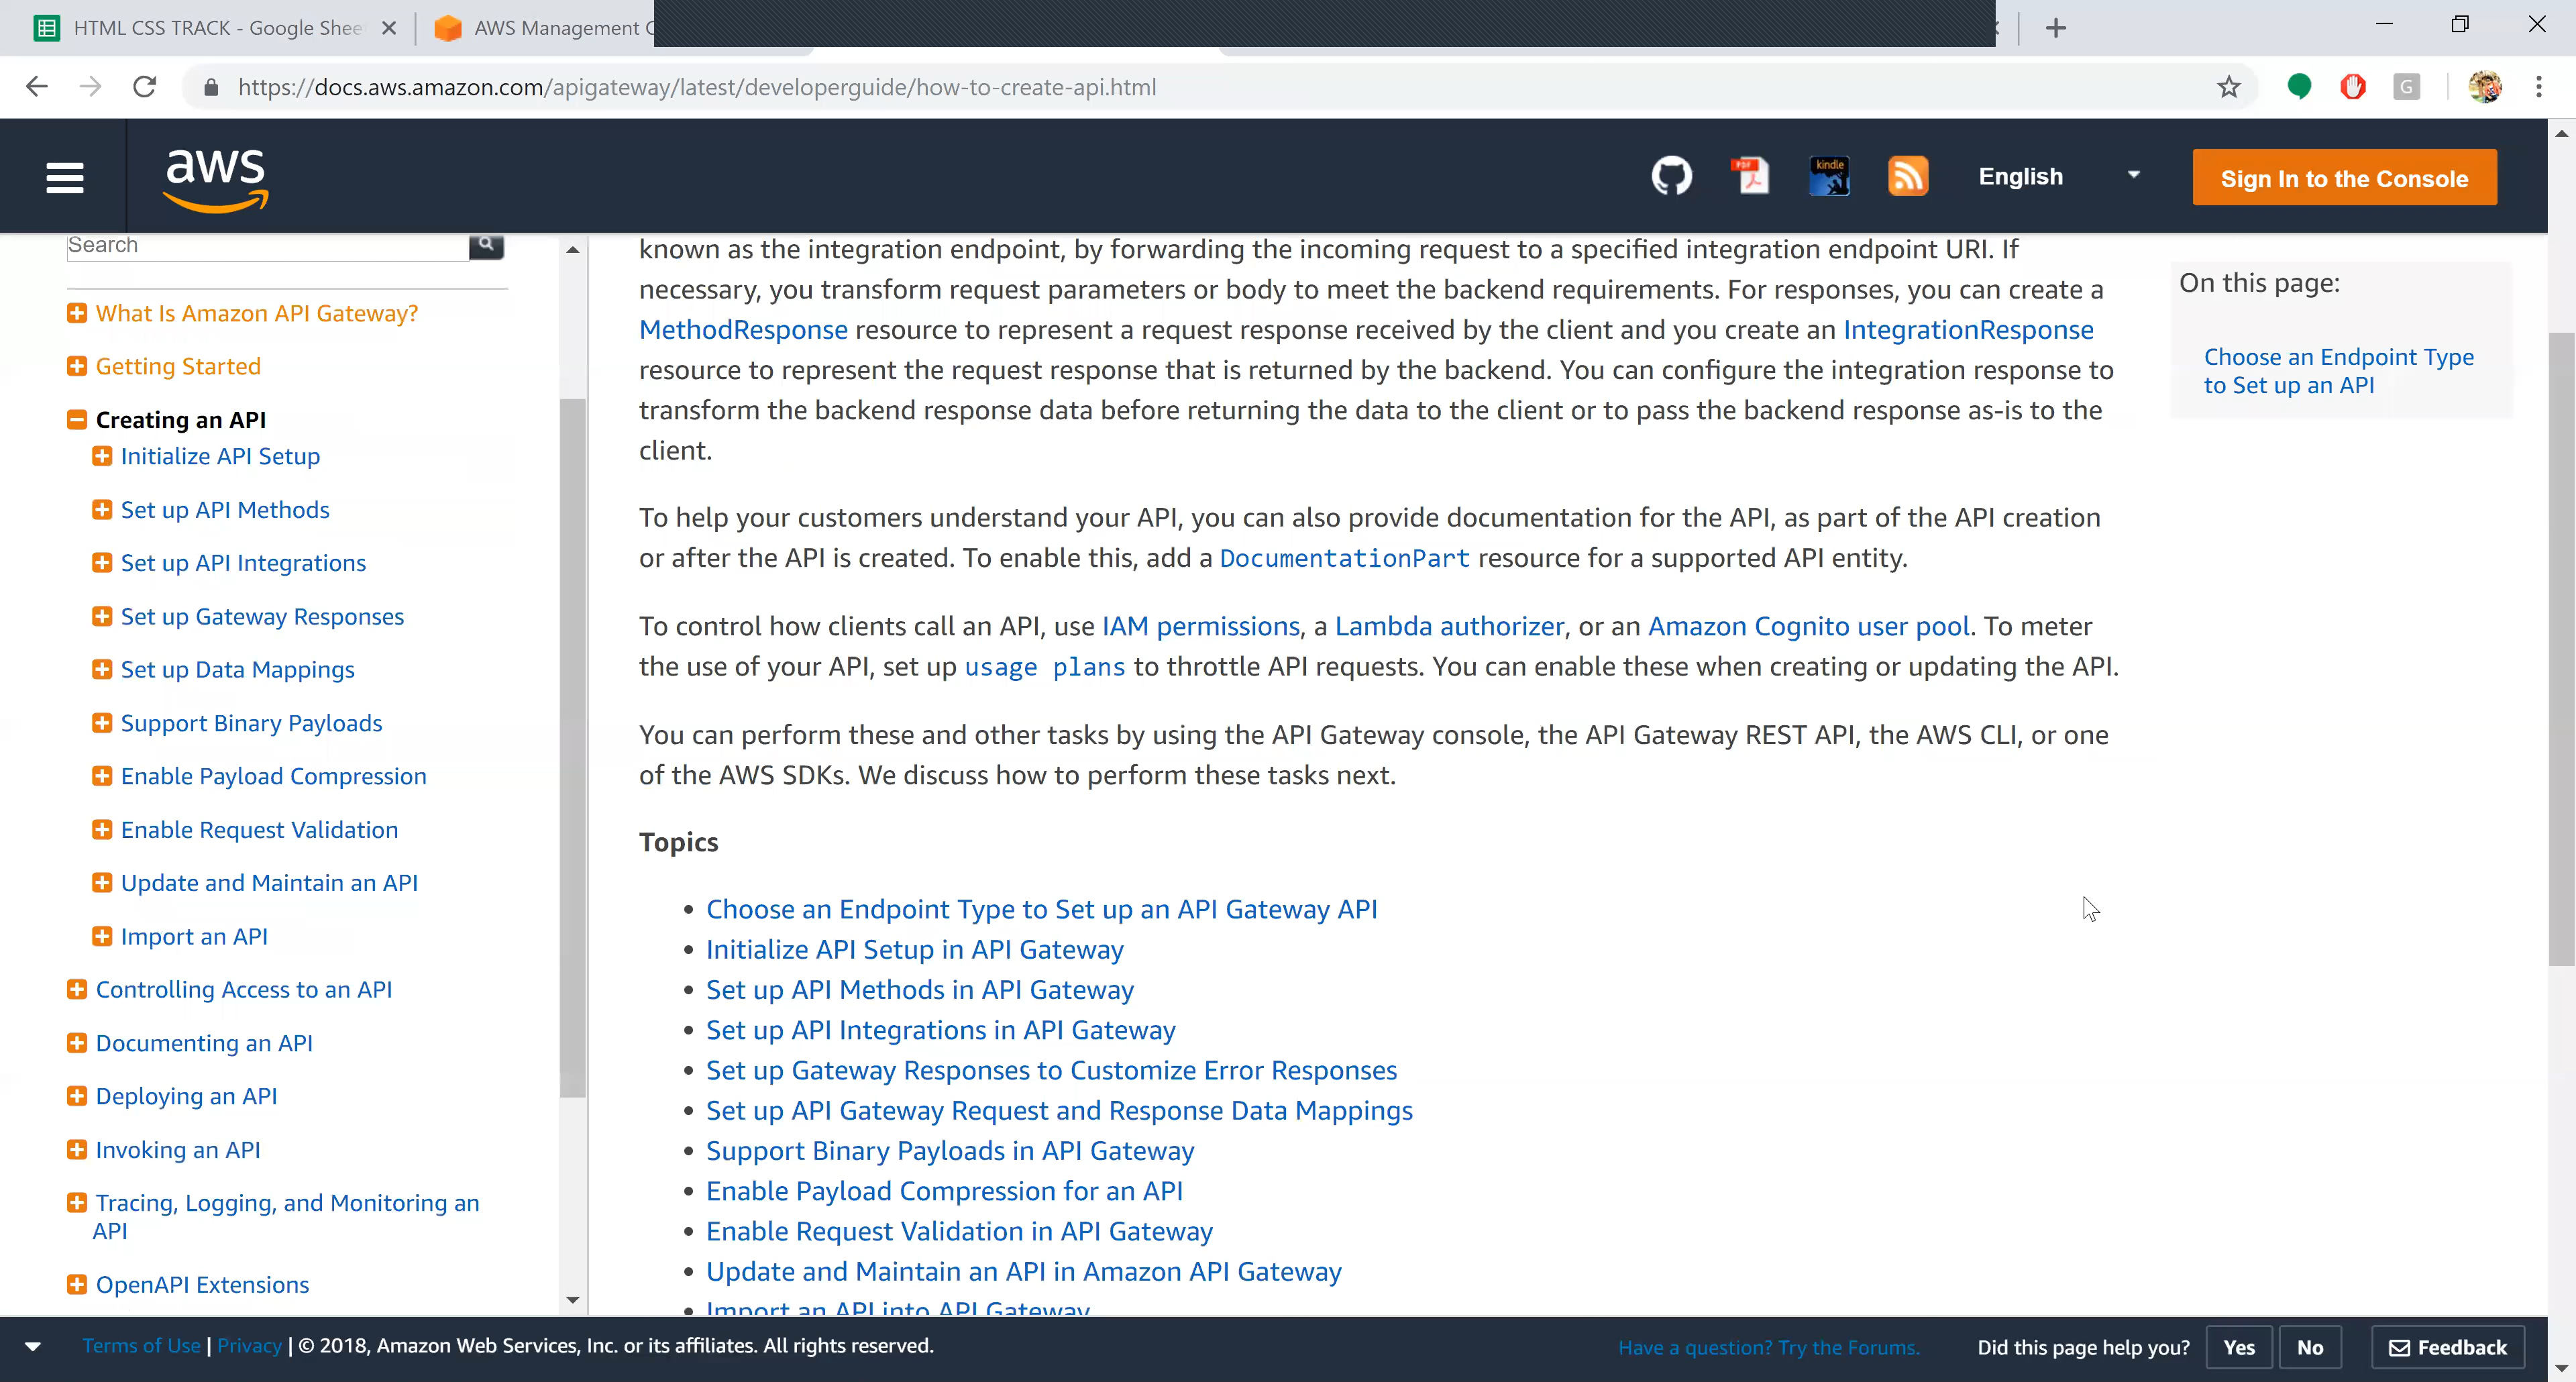 HTML CSS TRACK - Google Shee
AWS Management
https://docs.aws.amazon.com/apigateway/latest/developerguide/how-to-create-api.html
aws
PDF
kindle
English
Sign In to the Console
Search
What Is Amazon API Gateway?
Getting Started
Creating an API
Initialize API Setup
Set up API Methods
Set up API Integrations
Set up Gateway Responses
Set up Data Mappings
Support Binary Payloads
Enable Payload Compression
Enable Request Validation
Update and Maintain an API
Import an API
Controlling Access to an API
Documenting an API
Deploying an API
Invoking an API
Tracing, Logging, and Monitoring an
API
OpenAPI Extensions
known as the integration endpoint, by forwarding the incoming request to a specified integration endpoint URI. If
necessary, you transform request parameters or body to meet the backend requirements. For responses, you can create a
MethodResponse resource to represent a request response received by the client and you create an IntegrationResponse
resource to represent the request response that is returned by the backend. You can configure the integration response to
transform the backend response data before returning the data to the client or to pass the backend response as-is to the
client.
To help your customers understand your API, you can also provide documentation for the API, as part of the API creation
or after the API is created. To enable this, add a DocumentationPart resource for a supported API entity.
To control how clients call an API, use IAM permissions, a Lambda authorizer, or an Amazon Cognito user pool. To meter
the use of your API, set up usage plans to throttle API requests. You can enable these when creating or updating the API.
You can perform these and other tasks by using the API Gateway console, the API Gateway REST API, the AWS CLI, or one
of the AWS SDKs. We discuss how to perform these tasks next.
Topics
• Choose an Endpoint Type to Set up an API Gateway API
• Initialize API Setup in API Gateway
• Set up API Methods in API Gateway
• Set up API Integrations in API Gateway
• Set up Gateway Responses to Customize Error Responses
• Set up API Gateway Request and Response Data Mappings
• Support Binary Payloads in API Gateway
• Enable Payload Compression for an API
• Enable Request Validation in API Gateway
• Update and Maintain an API in Amazon API Gateway
• Import an API into API Gateway
On this page:
Choose an Endpoint Type
to Set up an API
Terms of Use | Privacy | © 2018, Amazon Web Services, Inc. or its affiliates. All rights reserved.
Have a question? Try the Forums.
Did this page help you?
Yes
No
Feedback